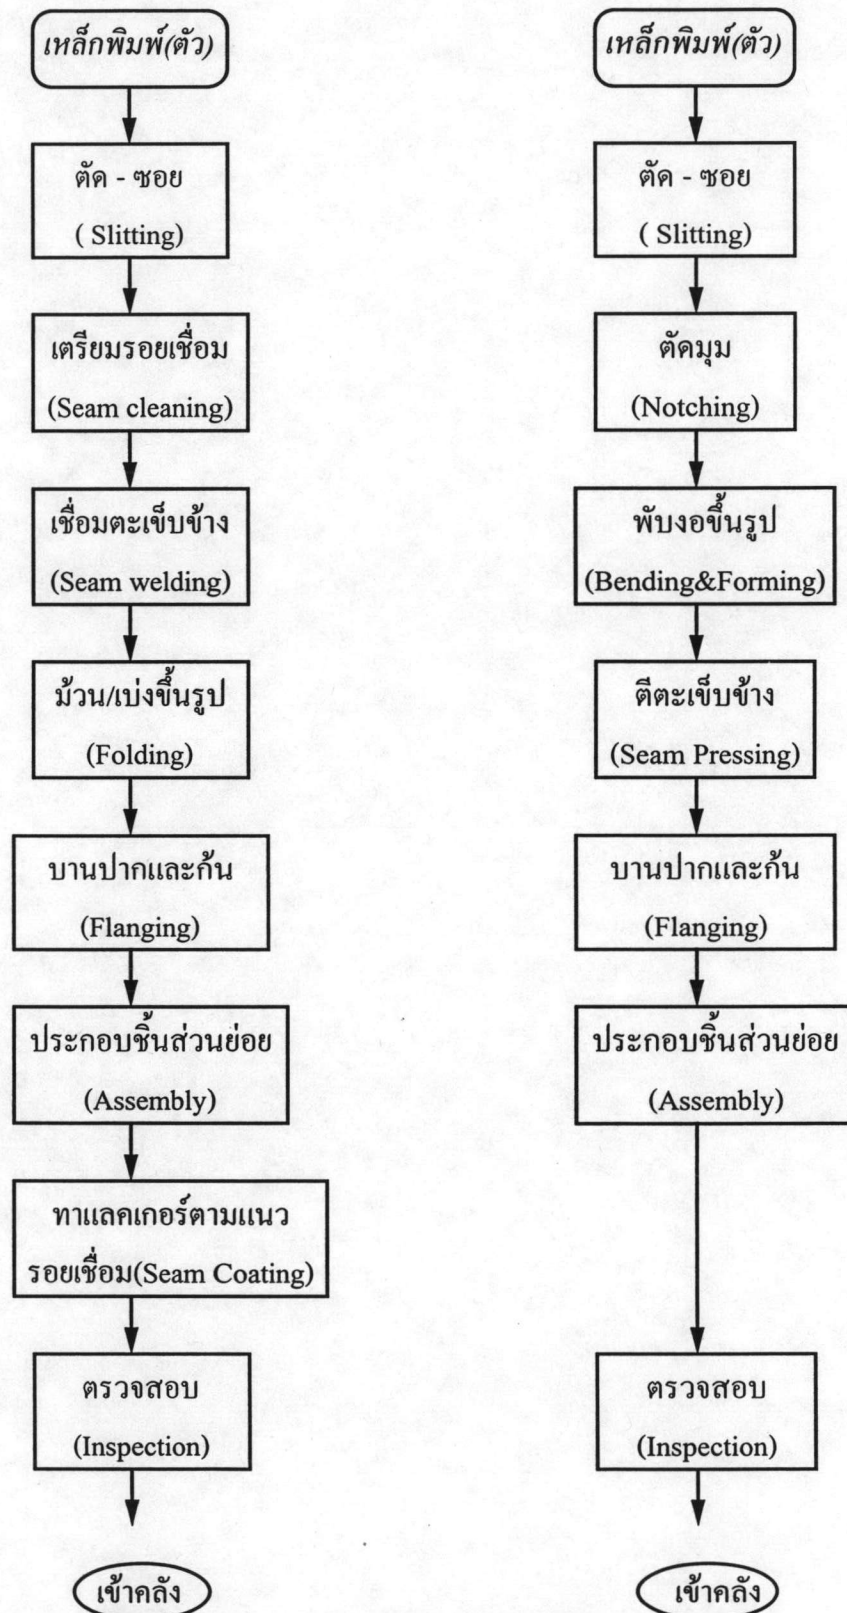 เหล็กพิมพ์(ตัว)
ตัด - ซอย
( Slitting)
เตรียมรอยเชื่อม
(Seam cleaning)
เชื่อมตะเข็บข้าง
(Seam welding)
ม้วน/เบ่งขึ้นรูป
(Folding)
บานปากและก้น
(Flanging)
ประกอบชิ้นส่วนย่อย
(Assembly)
ทาแลคเกอร์ตามแนว
รอยเชื่อม(Seam Coating)
ตรวจสอบ
(Inspection)
เข้าคลัง
เหล็กพิมพ์(ตัว)
ตัด - ซอย
( Slitting)
ตัดมุม
(Notching)
พับงอขึ้นรูป
(Bending&Forming)
ตีตะเข็บข้าง
(Seam Pressing)
บานปากและก้น
(Flanging)
ประกอบชิ้นส่วนย่อย
(Assembly)
ตรวจสอบ
(Inspection)
เข้าคลัง